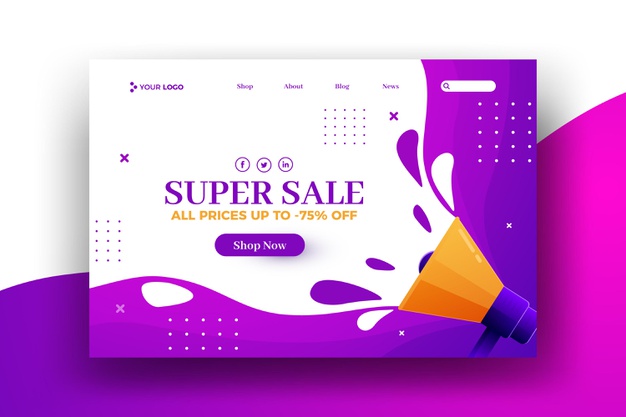 YOUR LOGO
Shop
About
Blog
News
SUPER SALE
ALL PRICES UP TO -75% OFF
Shop Now